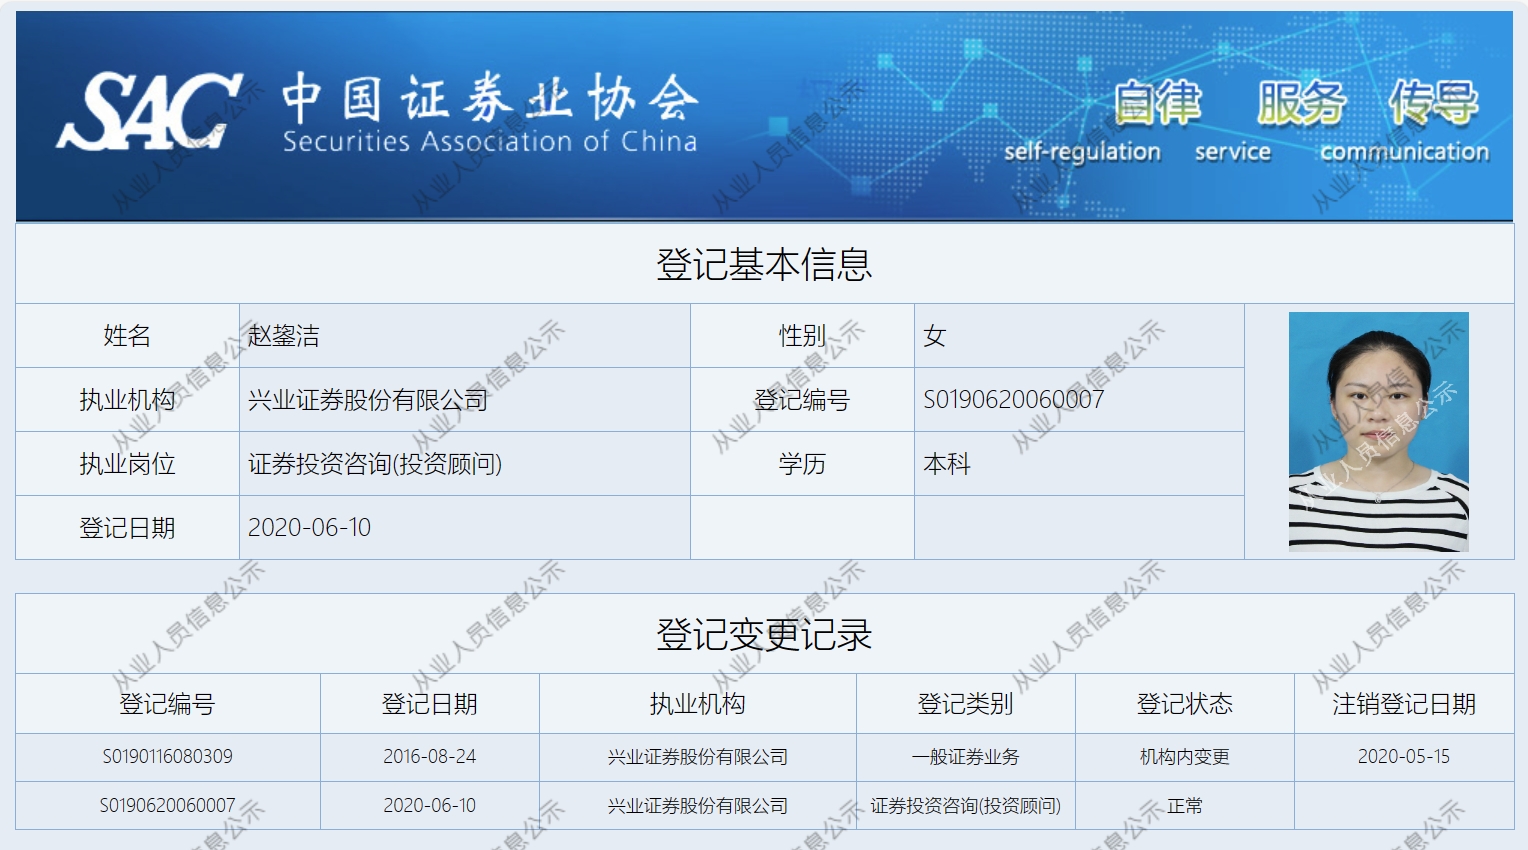 SAC 中国证券业协会
Securities Association of China
自律 服务 传导
self-regulation service communication
登记基本信息
姓名 赵鋆洁 性别 女
执业机构 兴业证券股份有限公司 登记编号 S0190620060007
执业岗位 证券投资咨询(投资顾问) 学历 本科
登记日期 2020-06-10
从业人员信息公示
登记变更记录
登记编号 登记日期 执业机构 登记类别 登记状态 注销登记日期
S0190116080309 2016-08-24 兴业证券股份有限公司 一般证券业务 机构内变更 2020-05-15
S0190620060007 2020-06-10 兴业证券股份有限公司 证券投资咨询(投资顾问) 正常